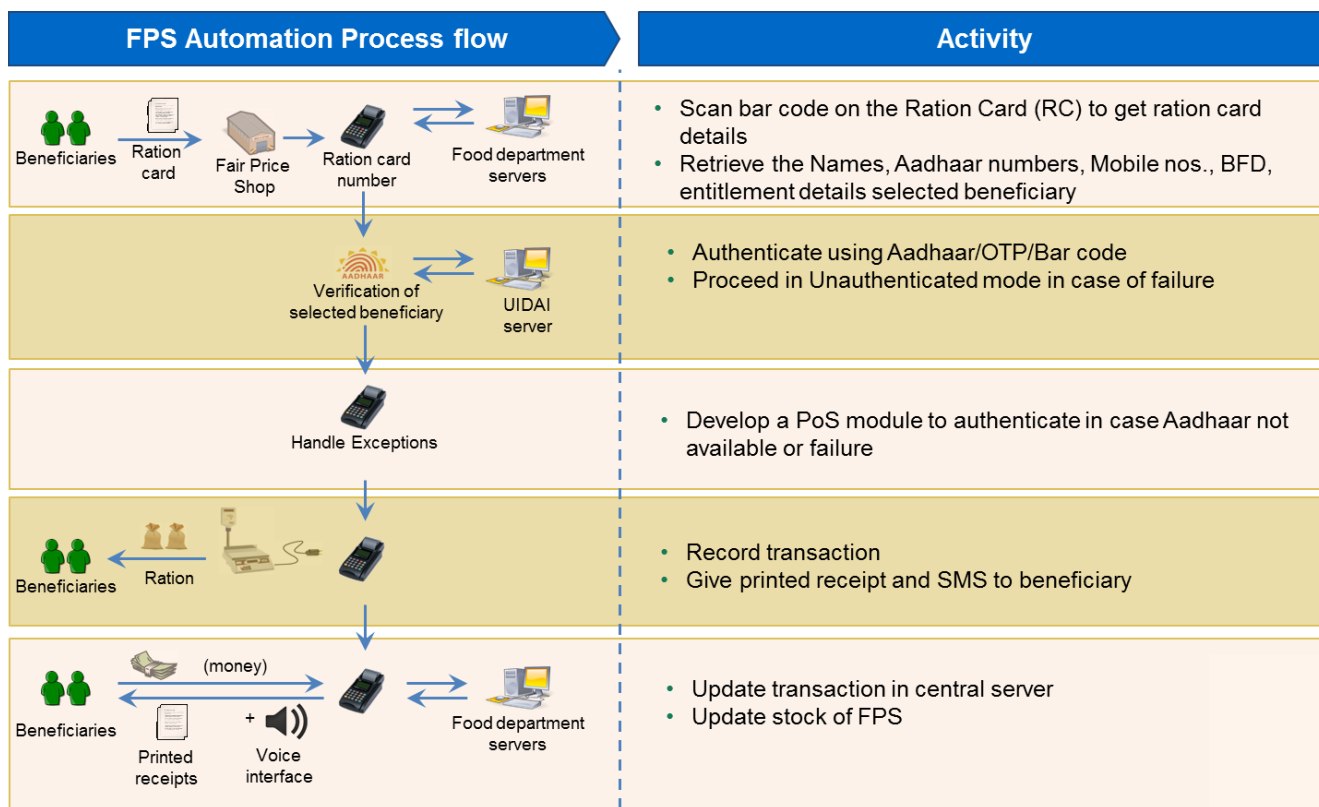 FPS Automation Process flow
Activity
Beneficiaries
Ration
card
Fair Price
Shop
Ration card
number
Food department
servers
• Scan bar code on the Ration Card (RC) to get ration card
details
• Retrieve the Names, Aadhaar numbers, Mobile nos., BFD,
entitlement details selected beneficiary
AADHAAR
Verification of
selected beneficiary
UIDAI
server
• Authenticate using Aadhaar/OTP/Bar code
• Proceed in Unauthenticated mode in case of failure
Handle Exceptions
• Develop a PoS module to authenticate in case Aadhaar not
available or failure
Beneficiaries
Ration
• Record transaction
• Give printed receipt and SMS to beneficiary
(money)
Beneficiaries
Printed
receipts
+
Voice
interface
Food department
servers
• Update transaction in central server
• Update stock of FPS